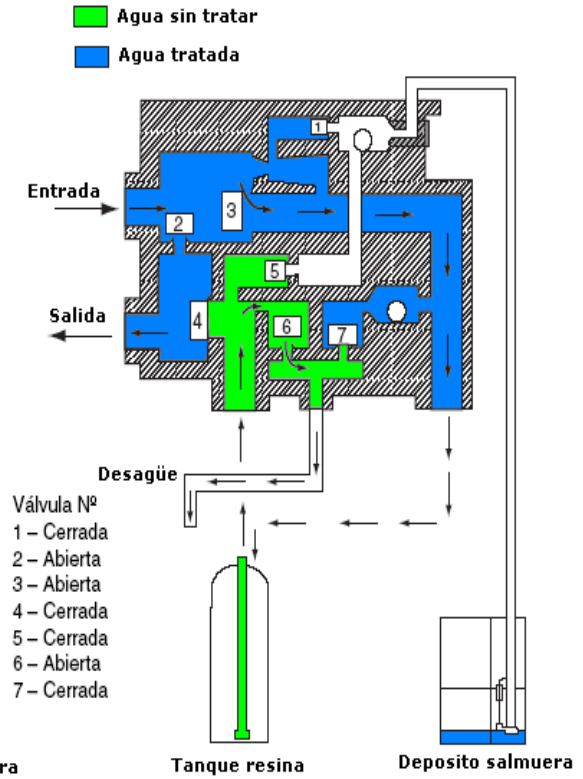 Agua sin tratar
Agua tratada
1
Entrada
2
3
5
Salida
4
6
7
Desagüe
Válvula Nº
1 – Cerrada
2 – Abierta
3 – Abierta
4 – Cerrada
5 – Cerrada
6 – Abierta
7 – Cerrada
ra
Tanque resina
Deposito salmuera